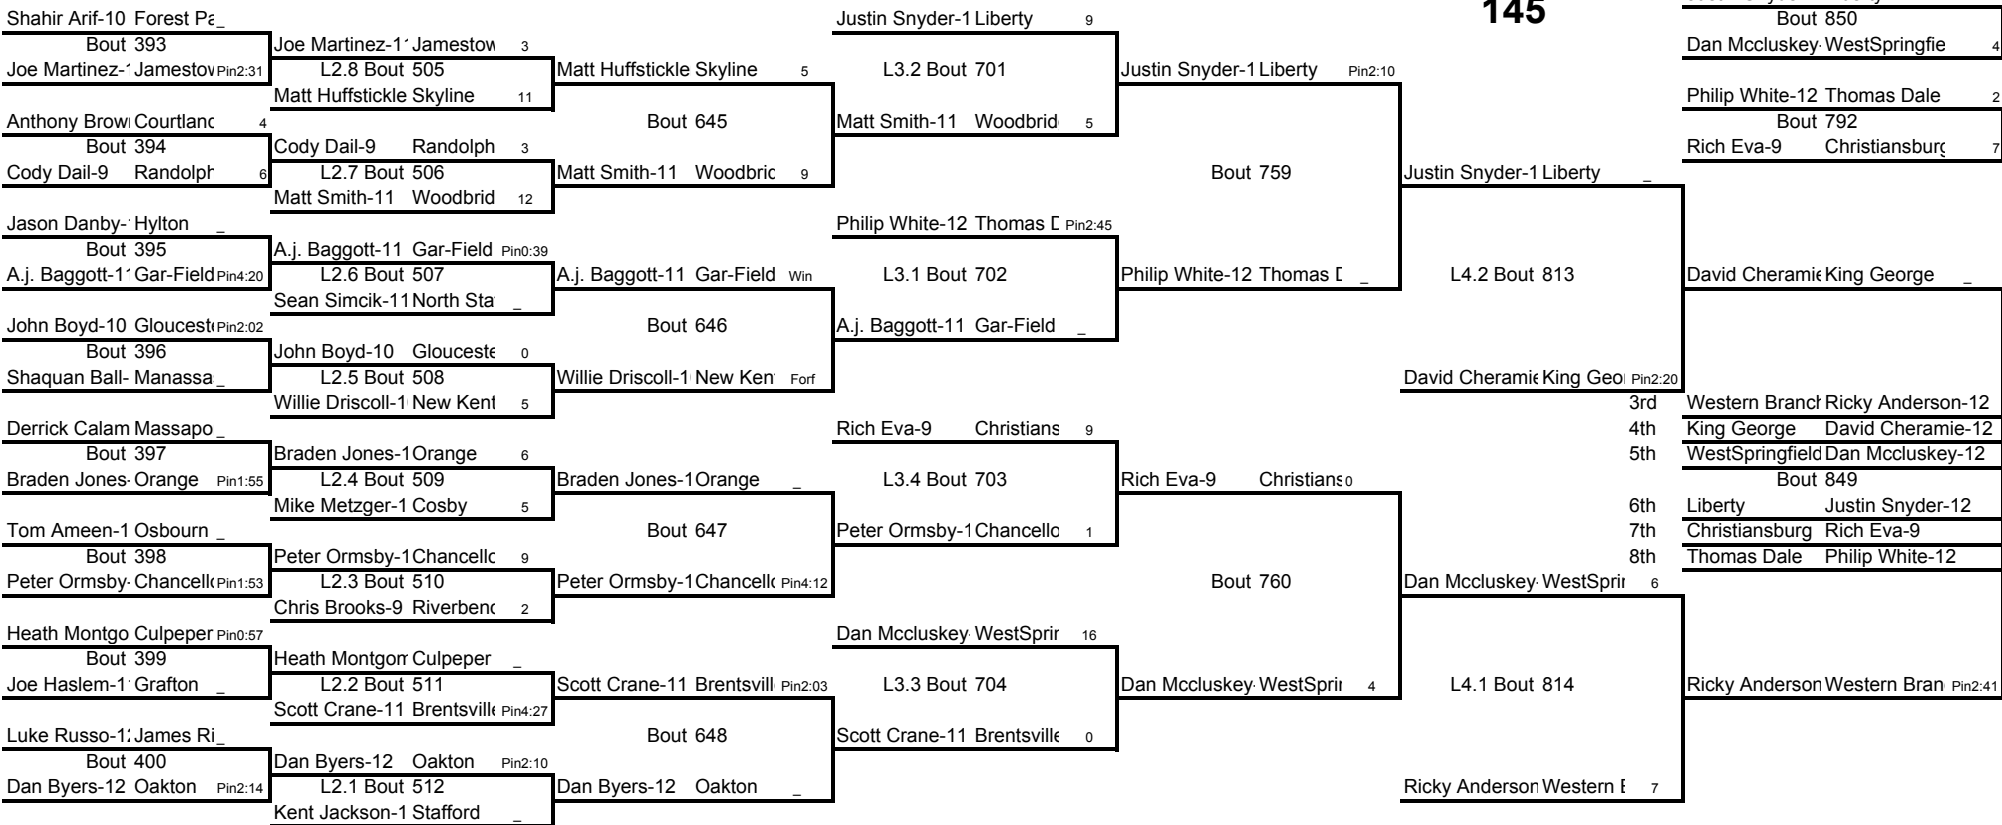 145
Shahir Arif-10 Forest Pa _
Bout 393
Joe Martinez- Jamestow Pin2:31
Anthony Brow Courtland 4
Bout 394
Cody Dail-9 Randolph 6
Jason Danby- Hylton _
Bout 395
A.j. Baggott-1 Gar-Field Pin4:20
John Boyd-10 Glouceste Pin2:02
Bout 396
Shaquan Ball- Manassa _
Derrick Calam Massapo _
Bout 397
Braden Jones- Orange Pin1:55
Tom Ameen-1 Osbourn _
Bout 398
Peter Ormsby- Chancello Pin1:53
Heath Montgo Culpeper Pin0:57
Bout 399
Joe Haslem-1 Grafton _
Luke Russo-12 James Ri _
Bout 400
Dan Byers-12 Oakton Pin2:14
Joe Martinez-1 Jamestow 3
L2.8 Bout 505
Matt Huffstickle Skyline 11
Cody Dail-9 Randolph 3
L2.7 Bout 506
Matt Smith-11 Woodbrid 12
A.j. Baggott-11 Gar-Field Pin0:39
L2.6 Bout 507
Sean Simcik-11 North Sta _
John Boyd-10 Glouceste 0
L2.5 Bout 508
Willie Driscoll-1 New Kent 5
Braden Jones-1 Orange 6
L2.4 Bout 509
Mike Metzger-1 Cosby 5
Peter Ormsby-1 Chancello 9
L2.3 Bout 510
Chris Brooks-9 Riverbend 2
Heath Montgom Culpeper _
L2.2 Bout 511
Scott Crane-11 Brentsville Pin4:27
Dan Byers-12 Oakton Pin2:10
L2.1 Bout 512
Kent Jackson-1 Stafford _
Matt Huffstickle Skyline 5
Bout 645
Matt Smith-11 Woodbrid 9
A.j. Baggott-11 Gar-Field Win
Bout 646
Willie Driscoll-1 New Ken Forf
Braden Jones-1 Orange _
Bout 647
Peter Ormsby-1 Chancello Pin4:12
Scott Crane-11 Brentsvill Pin2:03
Bout 648
Dan Byers-12 Oakton _
Justin Snyder-1 Liberty 9
L3.2 Bout 701
Matt Smith-11 Woodbrid 5
Philip White-12 Thomas D Pin2:45
L3.1 Bout 702
A.j. Baggott-11 Gar-Field _
Rich Eva-9 Christians 9
L3.4 Bout 703
Peter Ormsby-1 Chancello 1
Dan Mccluskey- WestSprin 16
L3.3 Bout 704
Scott Crane-11 Brentsville 0
Justin Snyder-1 Liberty Pin2:10
Bout 759
Philip White-12 Thomas D _
Rich Eva-9 Christians 0
Bout 760
Dan Mccluskey- WestSprin 4
Justin Snyder-1 Liberty _
L4.2 Bout 813
David Cheramie King Geor Pin2:20
Dan Mccluskey- WestSprin 6
L4.1 Bout 814
Ricky Anderson Western B 7
Bout 850
Dan Mccluskey- WestSpringfie 4
Philip White-12 Thomas Dale 2
Bout 792
Rich Eva-9 Christiansburg 7
David Cheramie King George _
3rd Western Branch Ricky Anderson-12
4th King George David Cheramie-12
5th WestSpringfield Dan Mccluskey-12
Bout 849
6th Liberty Justin Snyder-12
7th Christiansburg Rich Eva-9
8th Thomas Dale Philip White-12
Ricky Anderson Western Bran Pin2:41